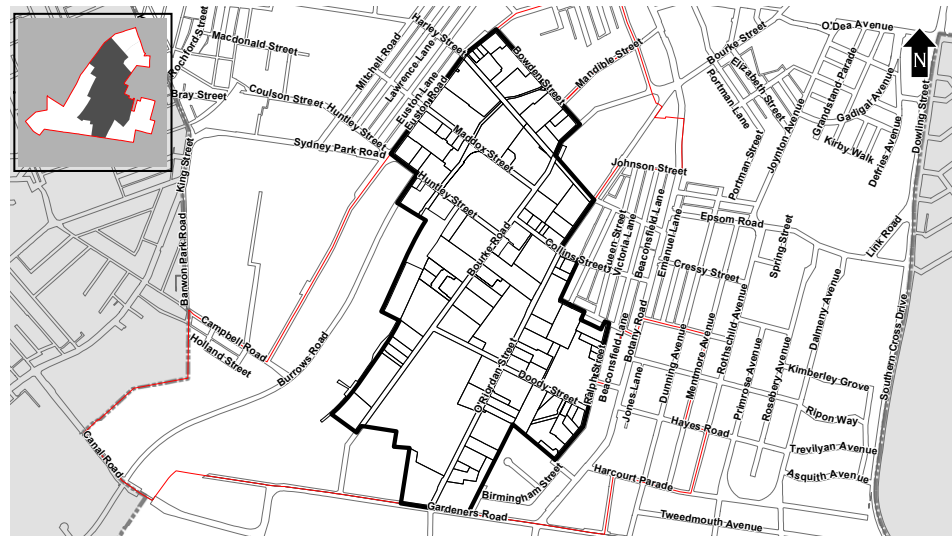 Rochford Street
Macdonald Street
Mitchell Road
Harley Street
Lawrence Lane
Euston Lane
Euston Road
Bowden Street
Mandible Street
Bourke Street
O'Dea Avenue
N
Elizabeth Street
Portman Lane
Grandstand Parade
Gadigal Avenue
Dowling Street
Bray Street
Coulson Street
Huntley Street
Sydney Park Road
Maddox Street
Kirby Walk
Joynton Avenue
Portman Street
Defries Avenue
King Street
Johnson Street
Huntley Street
Bourke Road
Collins Street
Queen Street
Victoria Lane
Beaconsfield Lane
Emanuel Lane
Epsom Road
Link Road
Spring Street
Cressy Street
Barwon Park Road
Campbell Road
Holland Street
Burrows Road
O'Riordan Street
Doody Street
Ralph Street
Beaconsfield Lane
Botany Road
Jones Lane
Dunning Avenue
Mentmore Avenue
Rothschild Avenue
Primrose Avenue
Rosebery Avenue
Dalmeny Avenue
Southern Cross Drive
Kimberley Grove
Ripon Way
Hayes Road
Trevilyan Avenue
Asquith Avenue
Canal Road
Harcourt Parade
Birmingham Street
Gardeners Road
Tweedmouth Avenue